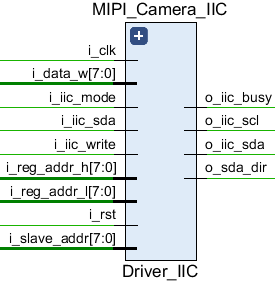 MIPI_Camera_IIC
i_clk
i_data_w[7:0]
i_iic_mode
o_iic_busy
i_iic_sda
o_iic_scl
i_iic_write
o_iic_sda
i_reg_addr_h[7:0]
o_sda_dir
i_reg_addr_l[7:0]
i_rst
i_slave_addr[7:0]
Driver_IIC